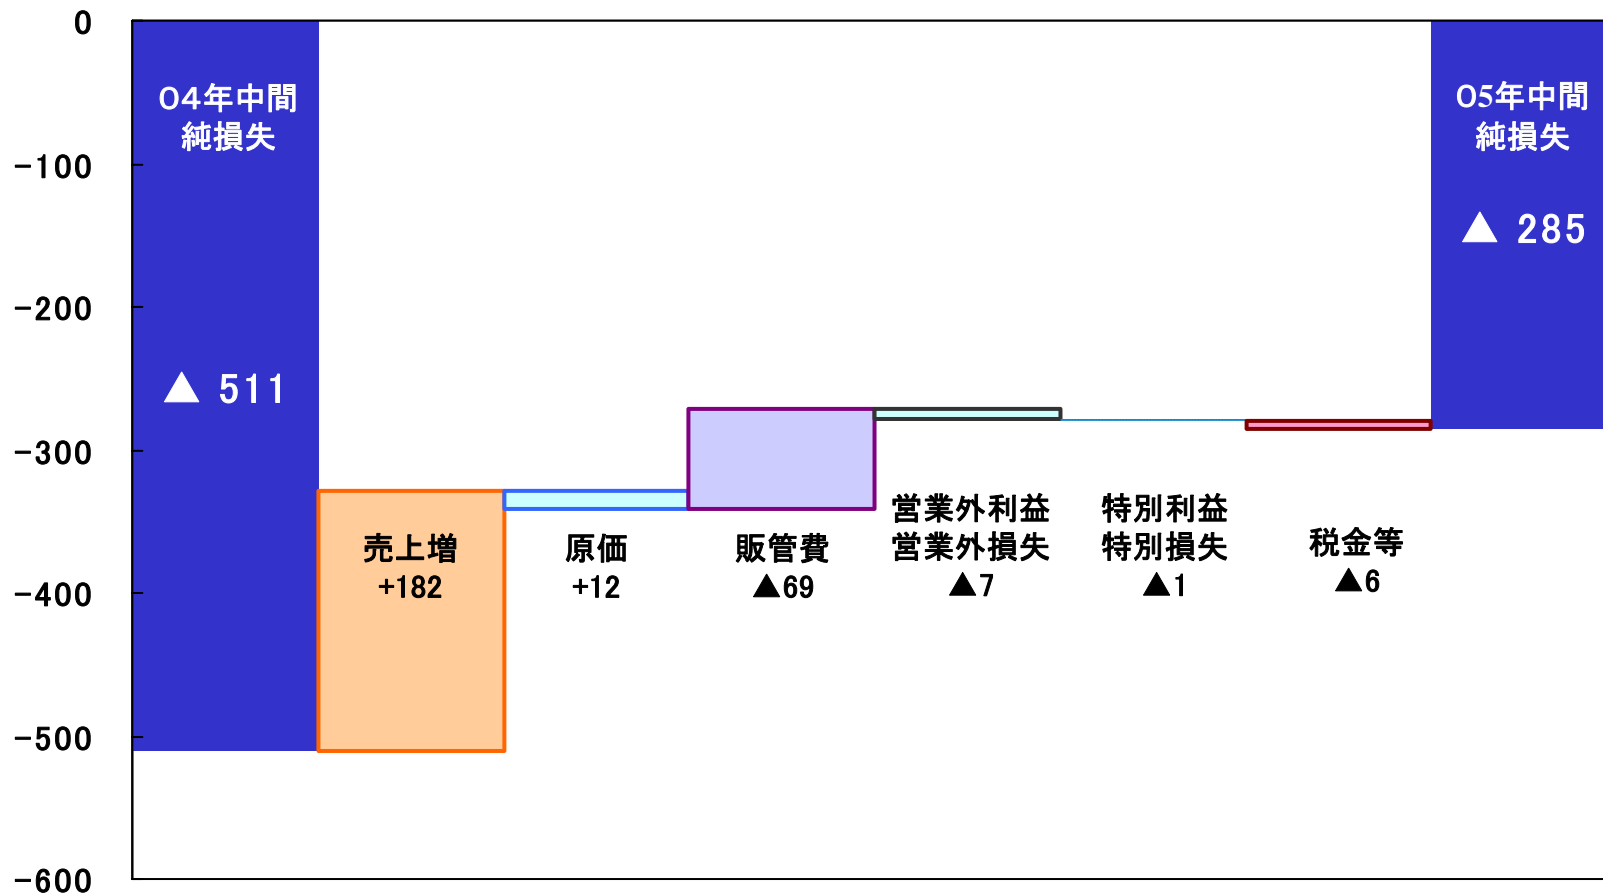 0
-100
-200
-300
-400
-500
-600
04年中間
純損失
▲ 511
売上増
+182
原価
+12
販管費
▲69
営業外利益
営業外損失
▲7
特別利益
特別損失
▲1
税金等
▲6
05年中間
純損失
▲ 285